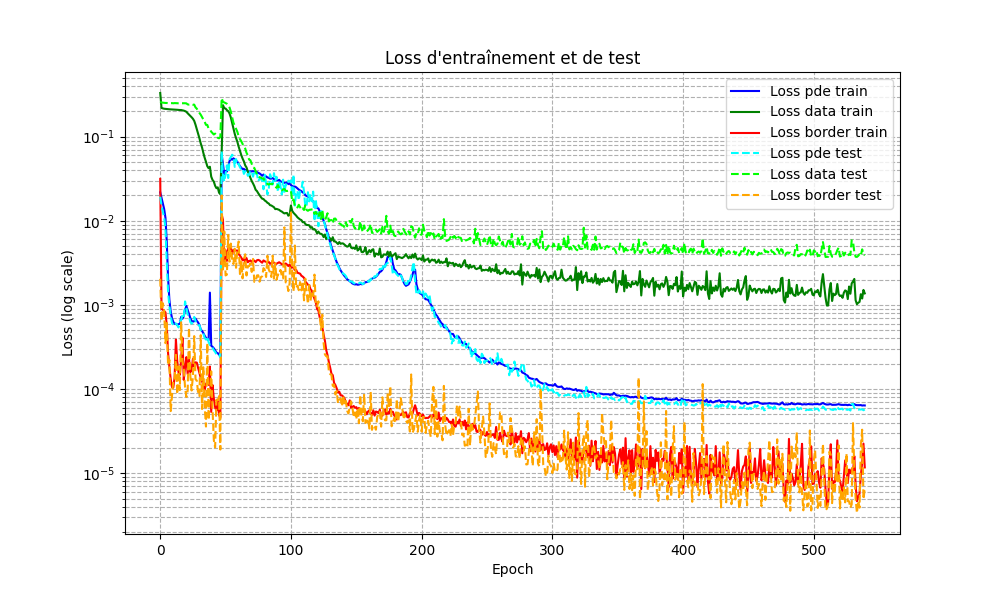 Loss d'entraînement et de test
Loss pde train
Loss data train
Loss border train
Loss pde test
Loss data test
Loss border test
10⁻¹
10⁻²
10⁻³
10⁻⁴
10⁻⁵
Loss (log scale)
0 100 200 300 400 500
Epoch